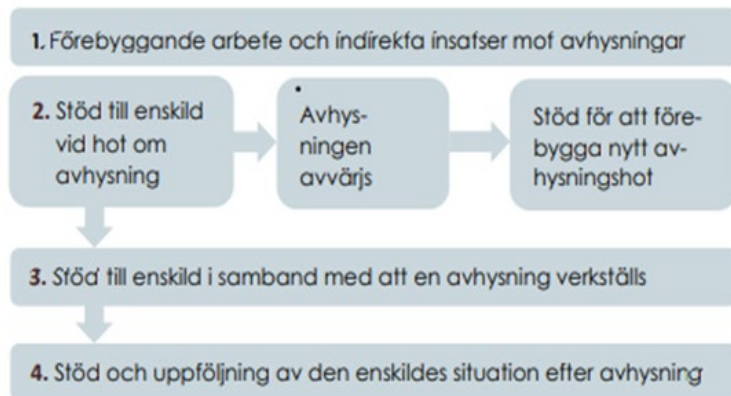 1. Förebyggande arbete och indirekta insatser mot avhysningar
2. Stöd till enskild
vid hot om
avhysning
Avhys-
ningen
avvärjs
Stöd för att före-
bygga nytt av-
hysningshot
3. Stöd till enskild i samband med att en avhysning verkställs
4. Stöd och uppföljning av den enskildes situation efter avhysning